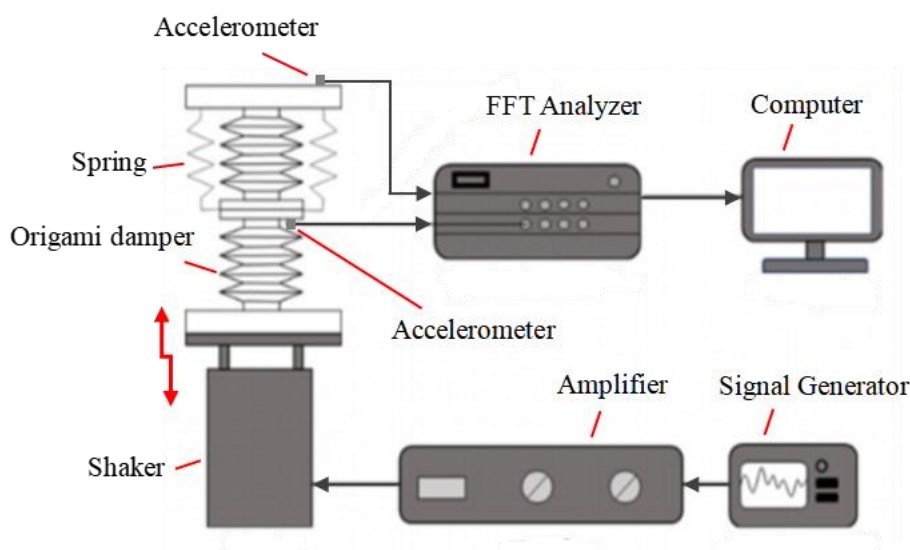 Accelerometer
FFT Analyzer
Computer
Spring
Origami damper
Accelerometer
Amplifier
Signal Generator
Shaker